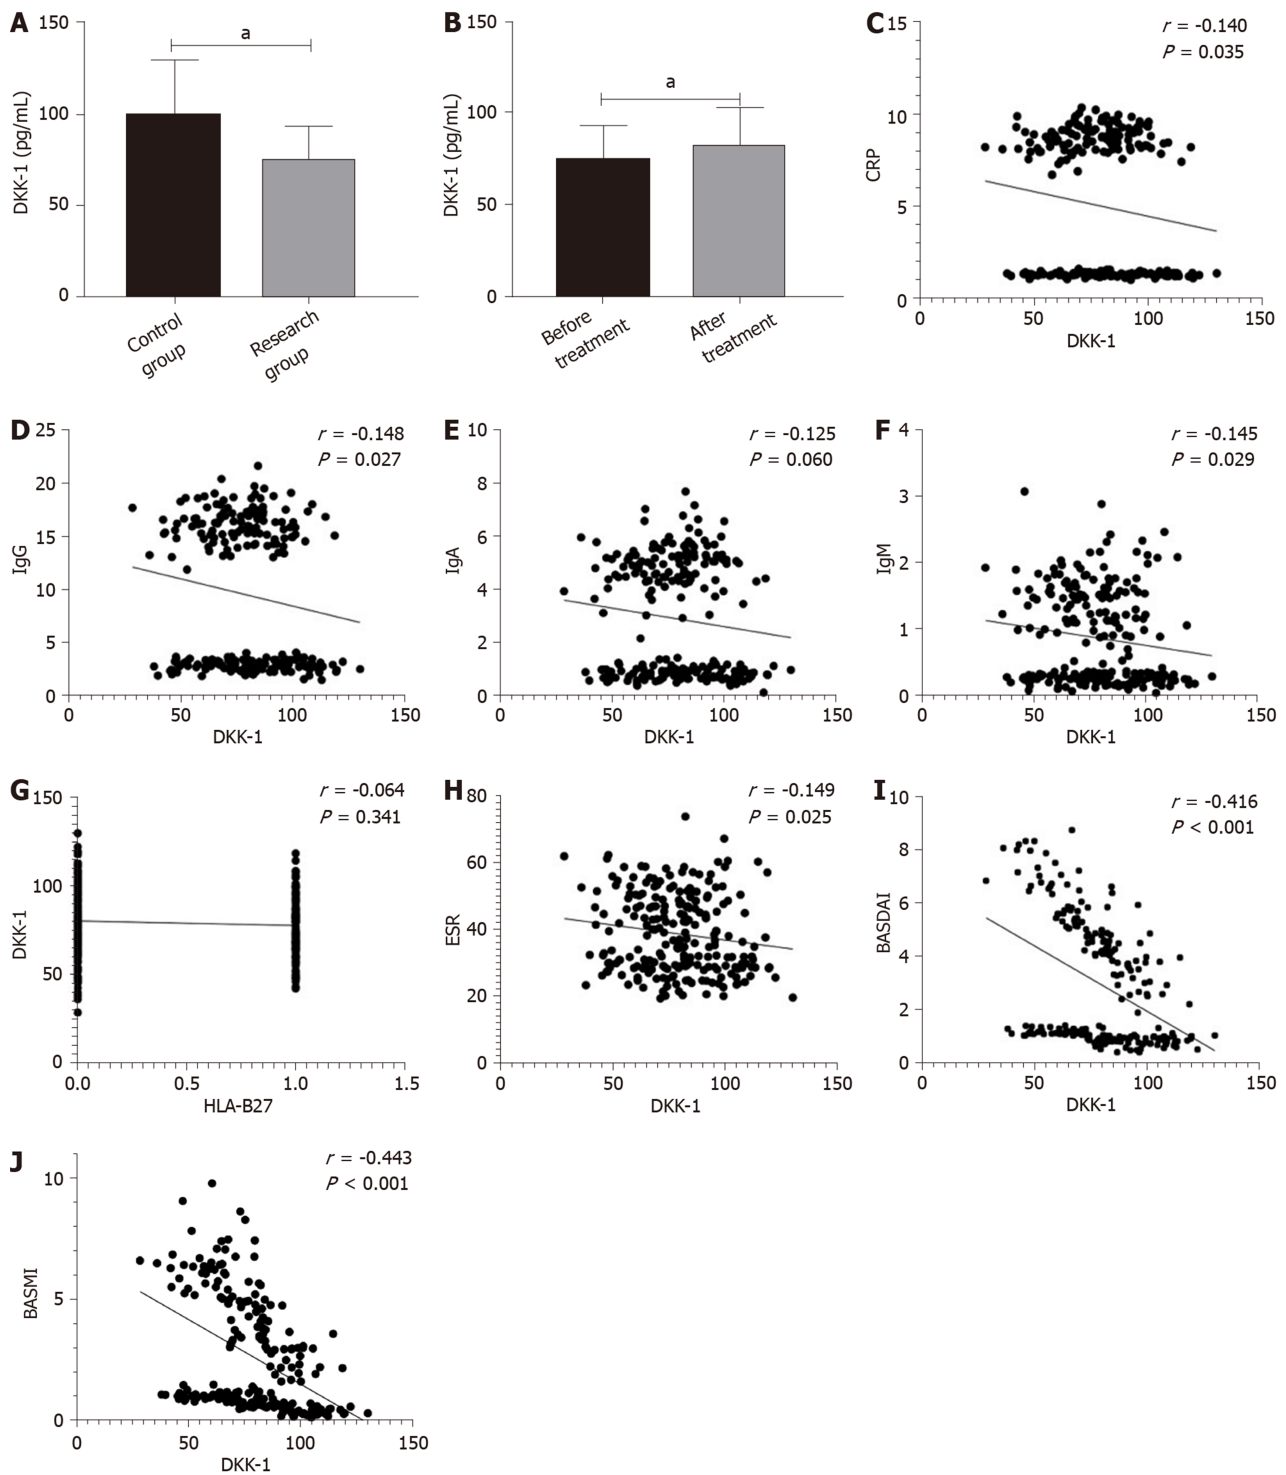 A
DKK-1 (pg/mL)
150
100
50
0
a
Control
group
Research
group
B
DKK-1 (pg/mL)
150
100
50
0
a
Before
treatment
After
treatment
C
r = -0.140
P = 0.035
CRP
15
10
5
0
0 50 100 150
DKK-1
D
r = -0.148
P = 0.027
IgG
25
20
15
10
5
0
0 50 100 150
DKK-1
E
r = -0.125
P = 0.060
IgA
10
8
6
4
2
0
0 50 100 150
DKK-1
F
r = -0.145
P = 0.029
IgM
4
3
2
1
0
0 50 100 150
DKK-1
G
r = -0.064
P = 0.341
DKK-1
150
100
50
0
0.0 0.5 1.0 1.5
HLA-B27
H
r = -0.149
P = 0.025
ESR
80
60
40
20
0
0 50 100 150
DKK-1
I
r = -0.416
P < 0.001
BASDAI
10
8
6
4
2
0
0 50 100 150
DKK-1
J
r = -0.443
P < 0.001
BASMI
10
5
0
0 50 100 150
DKK-1